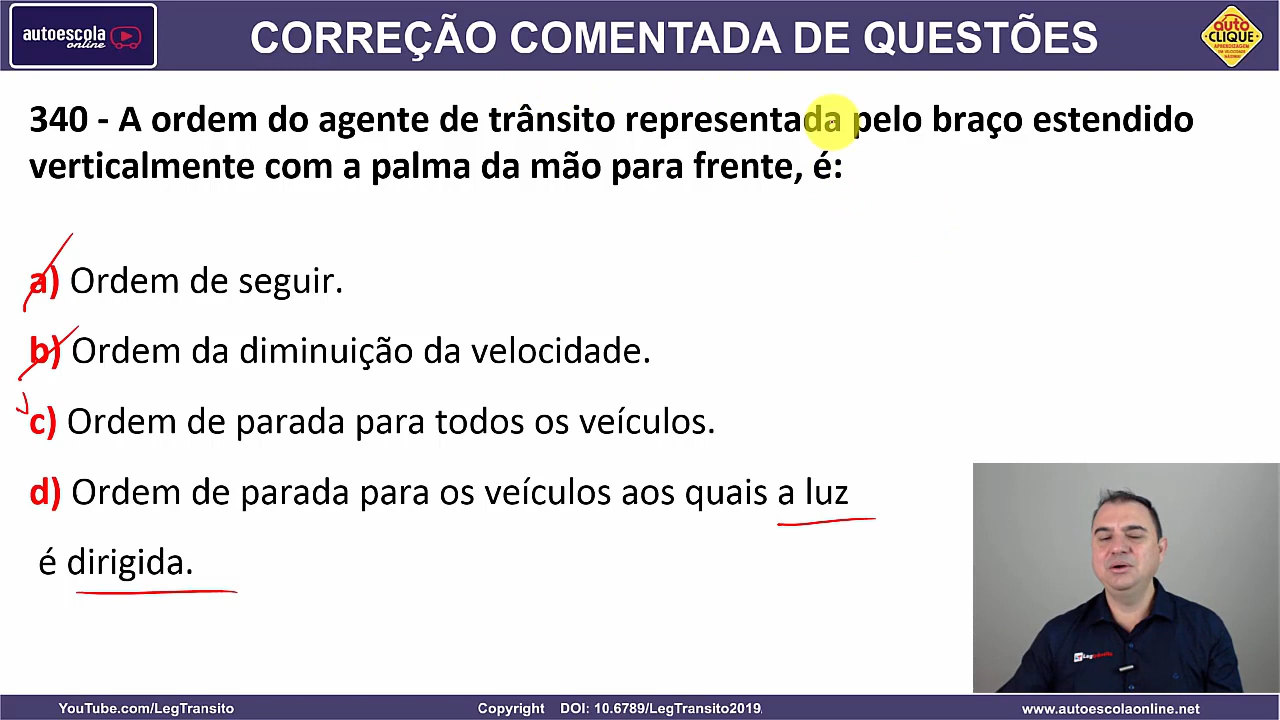 autoescola
online
CORREÇÃO COMENTADA DE QUESTÕES
auto
CLIQUE
340 - A ordem do agente de trânsito representada pelo braço estendido
verticalmente com a palma da mão para frente, é:
a) Ordem de seguir.
b) Ordem da diminuição da velocidade.
c) Ordem de parada para todos os veículos.
d) Ordem de parada para os veículos aos quais a luz
é dirigida.
YouTube.com/LegTransito
Copyright DOI: 10.6789/LegTransito2019.
www.autoescolaonline.net